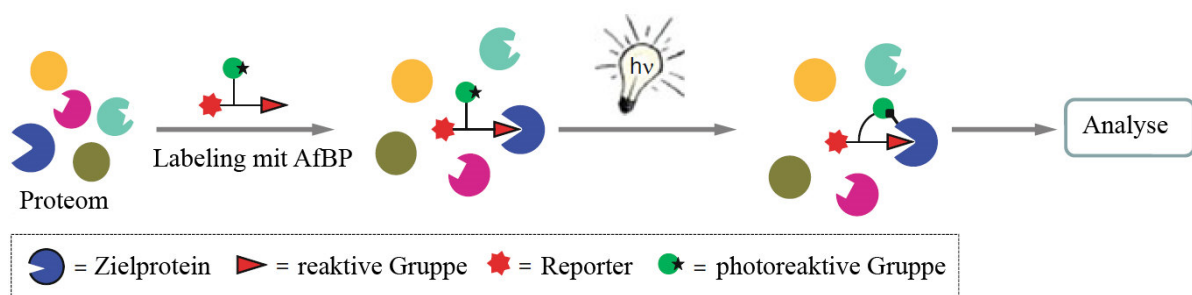 hν
Labeling mit AfBP
Proteom
Analyse
= Zielprotein = reaktive Gruppe = Reporter = photoreaktive Gruppe